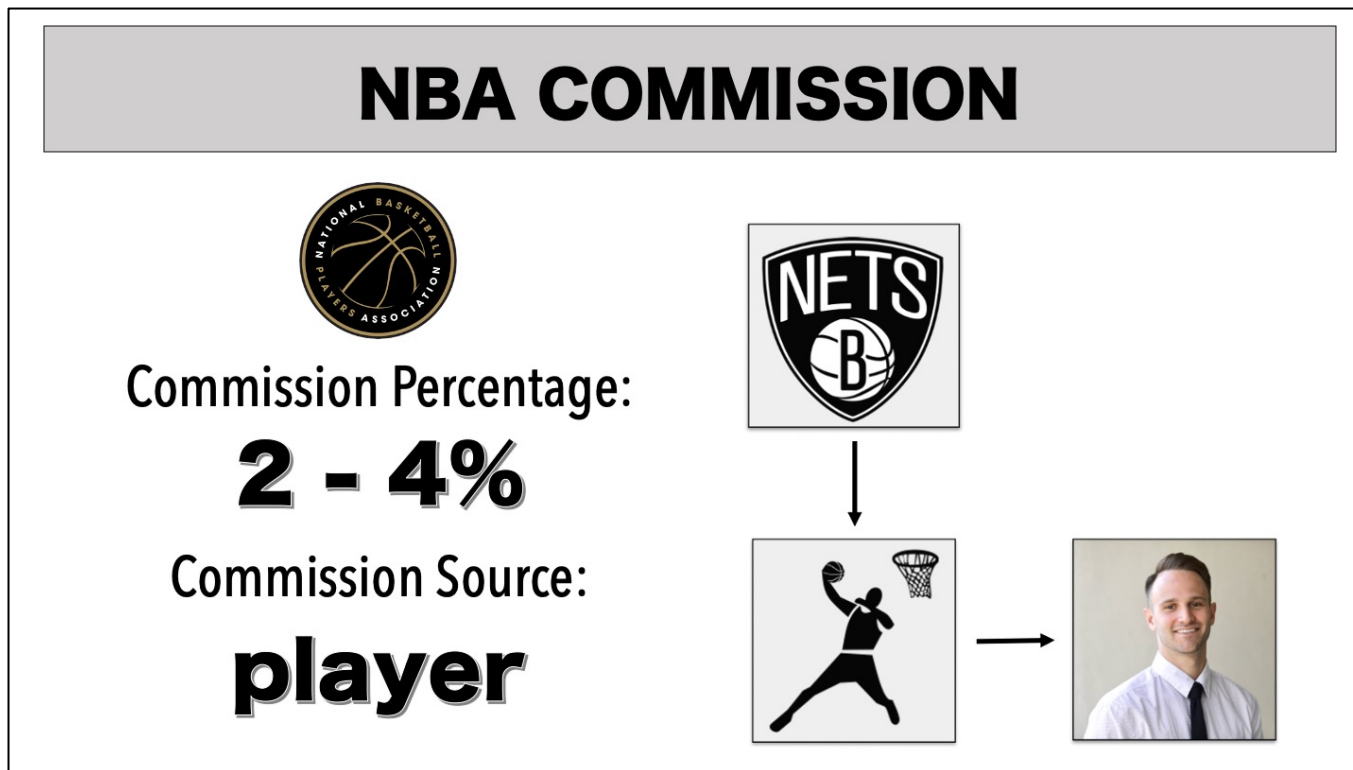 NBA COMMISSION
NATIONAL BASKETBALL
PLAYERS ASSOCIATION
Commission Percentage:
2 - 4%
Commission Source:
player
NETS
B